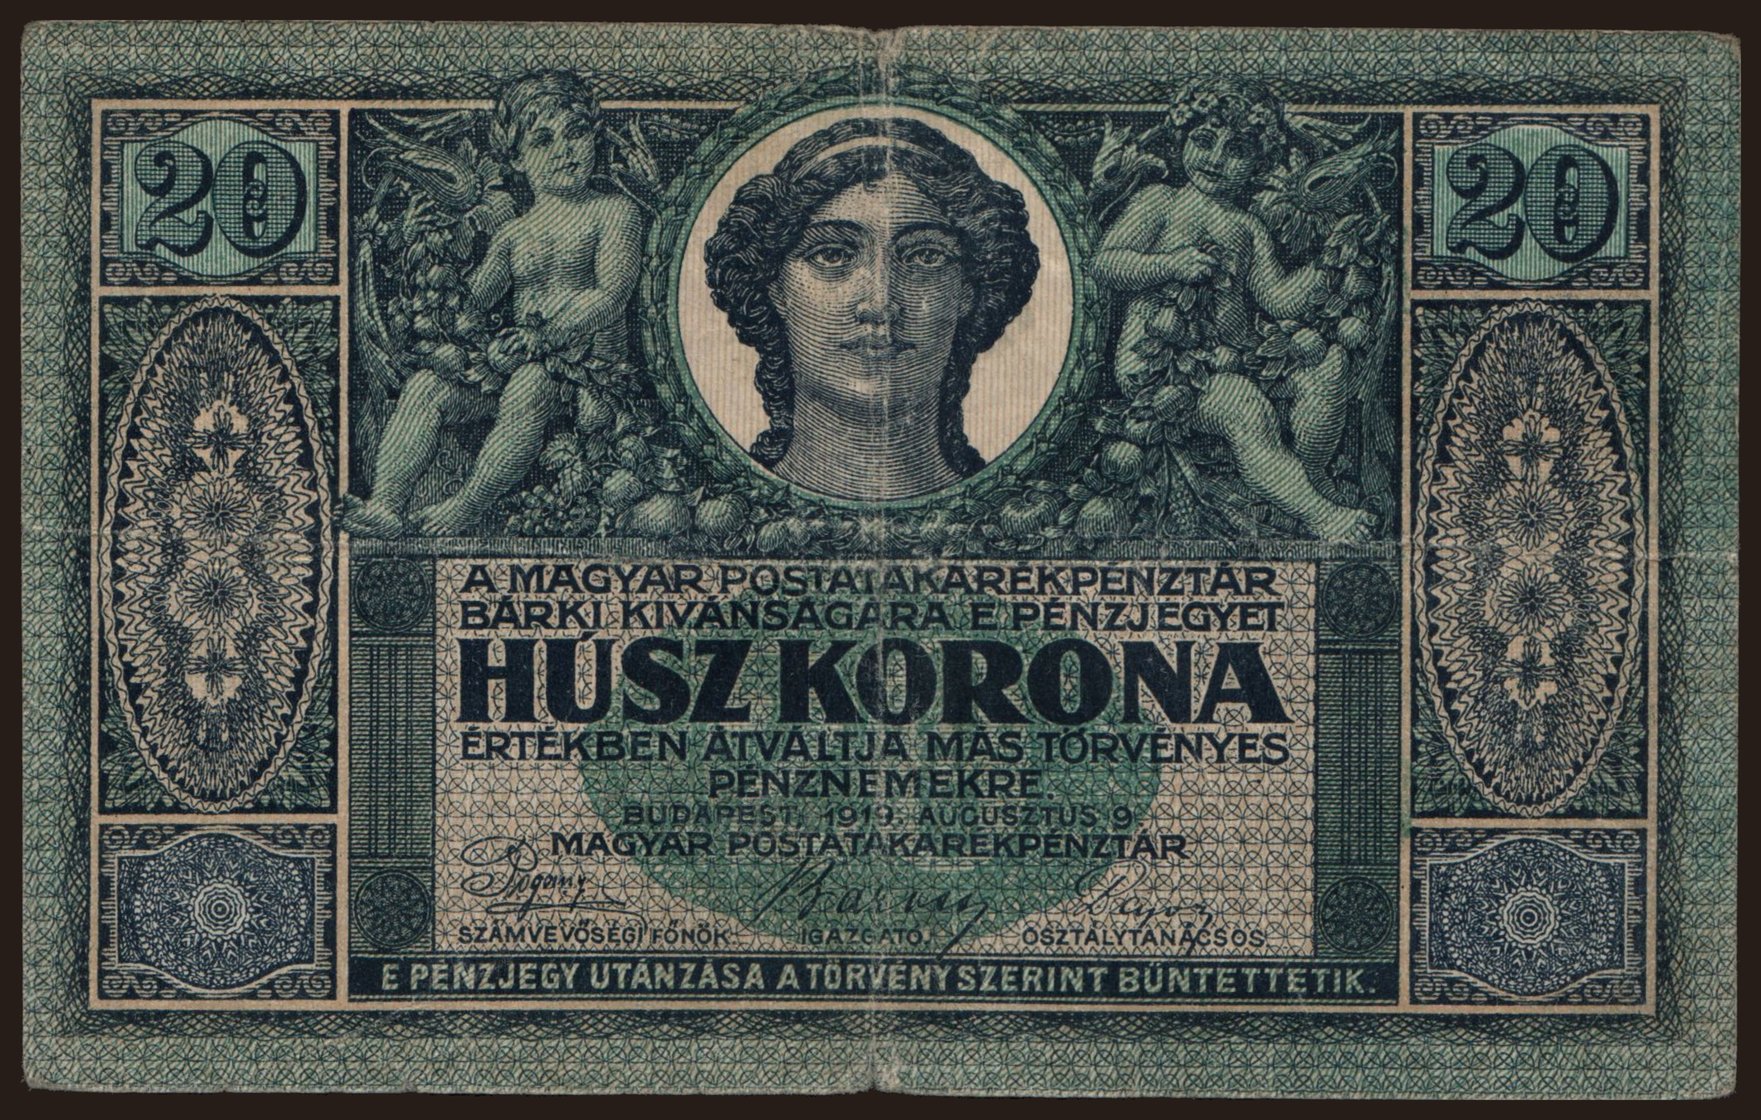 20 20
A MAGYAR POSTATAKARÉKPÉNZTÁR
BÁRKI KIVÁNSÁGÁRA E PÉNZJEGYET
HÚSZ KORONA
ÉRTÉKBEN ÁTVÁLTJA MÁS TÖRVÉNYES
PÉNZNEMEKRE.
BUDAPEST, 1919. AUGUSZTUS 9
MAGYAR POSTATAKARÉKPÉNZTÁR
SZÁMVEVŐSÉGI FŐNÖK. IGAZGATÓ. OSZTÁLYTANÁCSOS
E PÉNZJEGY UTÁNZÁSA A TÖRVÉNY SZERINT BÜNTETTETIK.